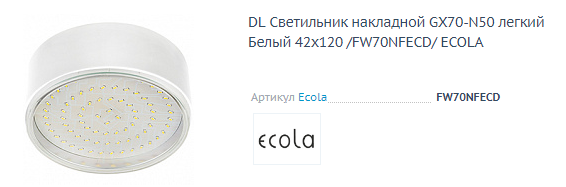 DL Светильник накладной GX70-N50 легкий
Белый 42x120 /FW70NFECD/ ECOLA
Артикул Ecola FW70NFECD
ecola